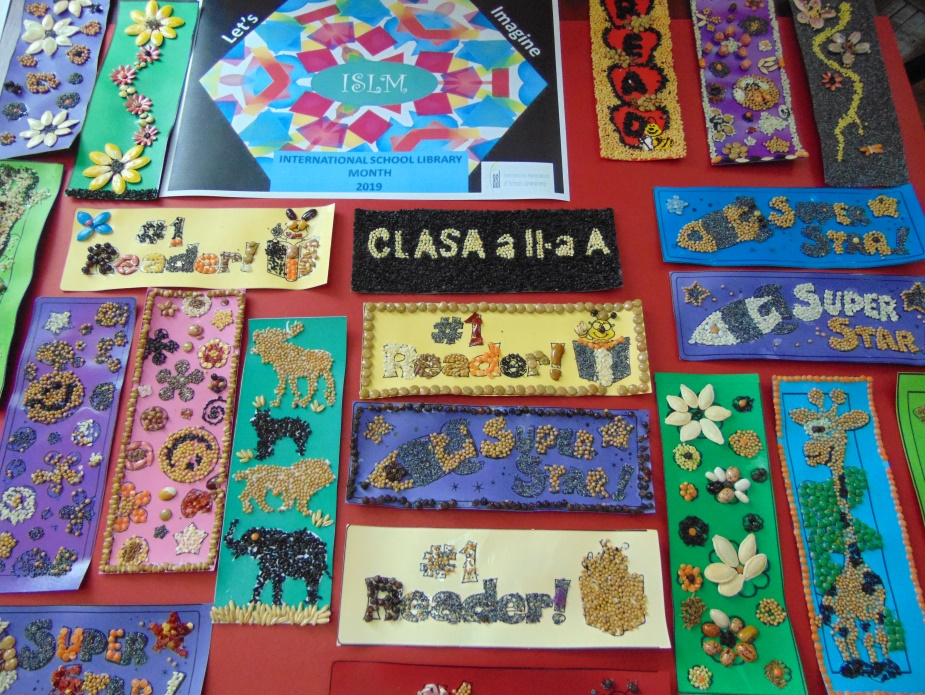 Let's
Imagine
ISLM
INTERNATIONAL SCHOOL LIBRARY
MONTH
2019
READ
#1
Reader!
CLASA a II-a A
SUPER
STAR!
SUPER
STAR
#1
Reader!
SUPER
STAR!
#1
Reader!
SUPER
STAR!